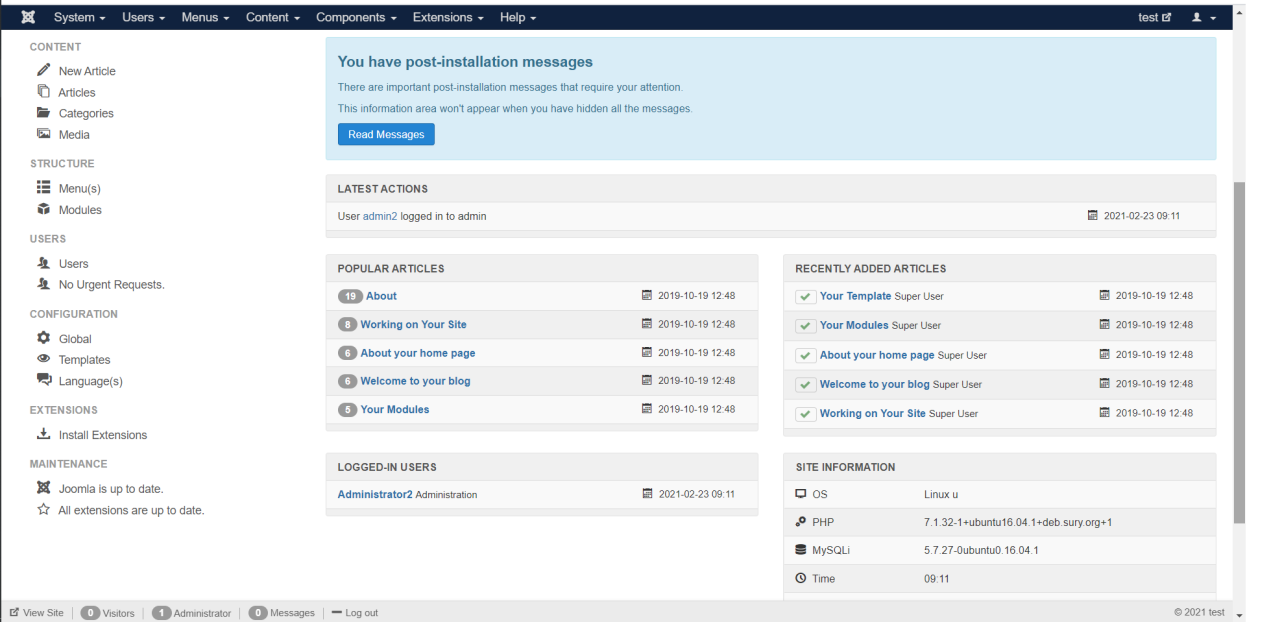 System Users Menus Content Components Extensions Help test
CONTENT
New Article
Articles
Categories
Media
STRUCTURE
Menu(s)
Modules
USERS
Users
No Urgent Requests.
CONFIGURATION
Global
Templates
Language(s)
EXTENSIONS
Install Extensions
MAINTENANCE
Joomla is up to date.
All extensions are up to date.
You have post-installation messages
There are important post-installation messages that require your attention.
This information area won't appear when you have hidden all the messages.
Read Messages
LATEST ACTIONS
User admin2 logged in to admin 2021-02-23 09:11
POPULAR ARTICLES
19 About 2019-10-19 12:48
8 Working on Your Site 2019-10-19 12:48
6 About your home page 2019-10-19 12:48
6 Welcome to your blog 2019-10-19 12:48
5 Your Modules 2019-10-19 12:48
RECENTLY ADDED ARTICLES
Your Template Super User 2019-10-19 12:48
Your Modules Super User 2019-10-19 12:48
About your home page Super User 2019-10-19 12:48
Welcome to your blog Super User 2019-10-19 12:48
Working on Your Site Super User 2019-10-19 12:48
LOGGED-IN USERS
Administrator2 Administration 2021-02-23 09:11
SITE INFORMATION
OS Linux u
PHP 7.1.32-1+ubuntu16.04.1+deb.sury.org+1
MySQLi 5.7.27-0ubuntu0.16.04.1
Time 09:11
View Site 0 Visitors 1 Administrator 0 Messages Log out © 2021 test